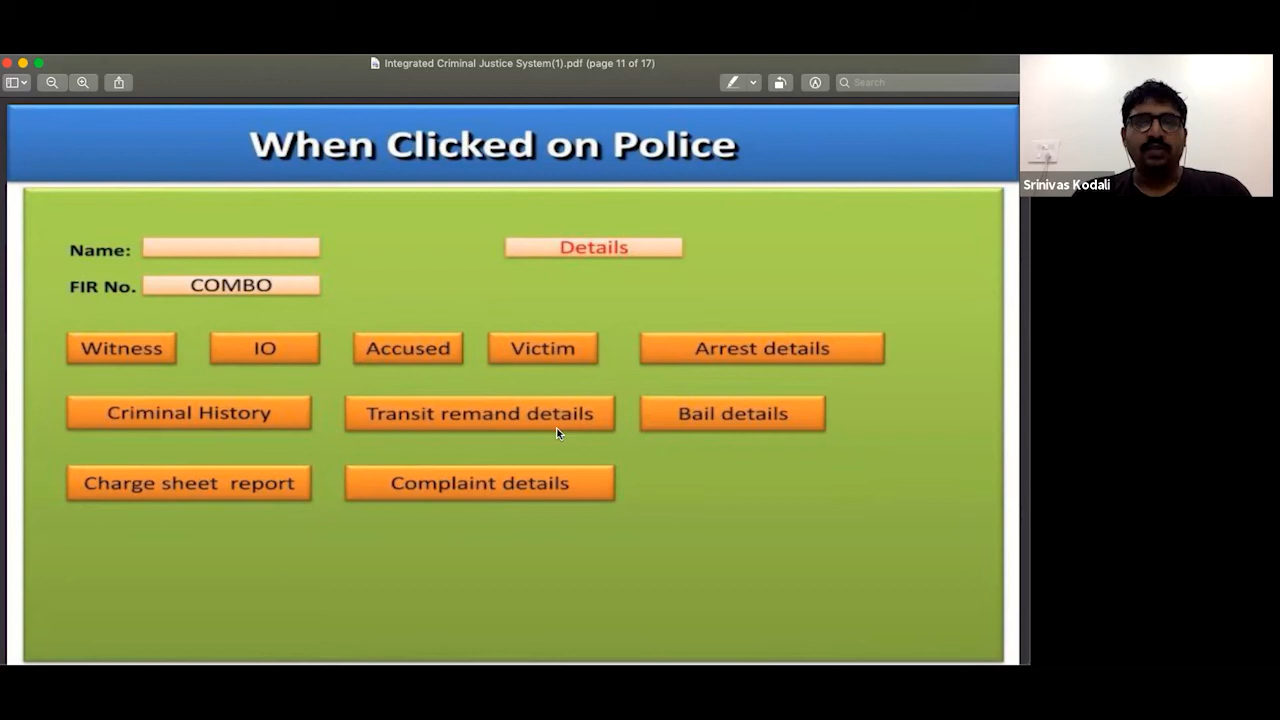 Integrated Criminal Justice System(1).pdf (page 11 of 17)
Search
When Clicked on Police
Srinivas Kodali
Name:
Details
FIR No. COMBO
Witness IO Accused Victim Arrest details
Criminal History Transit remand details Bail details
Charge sheet report Complaint details